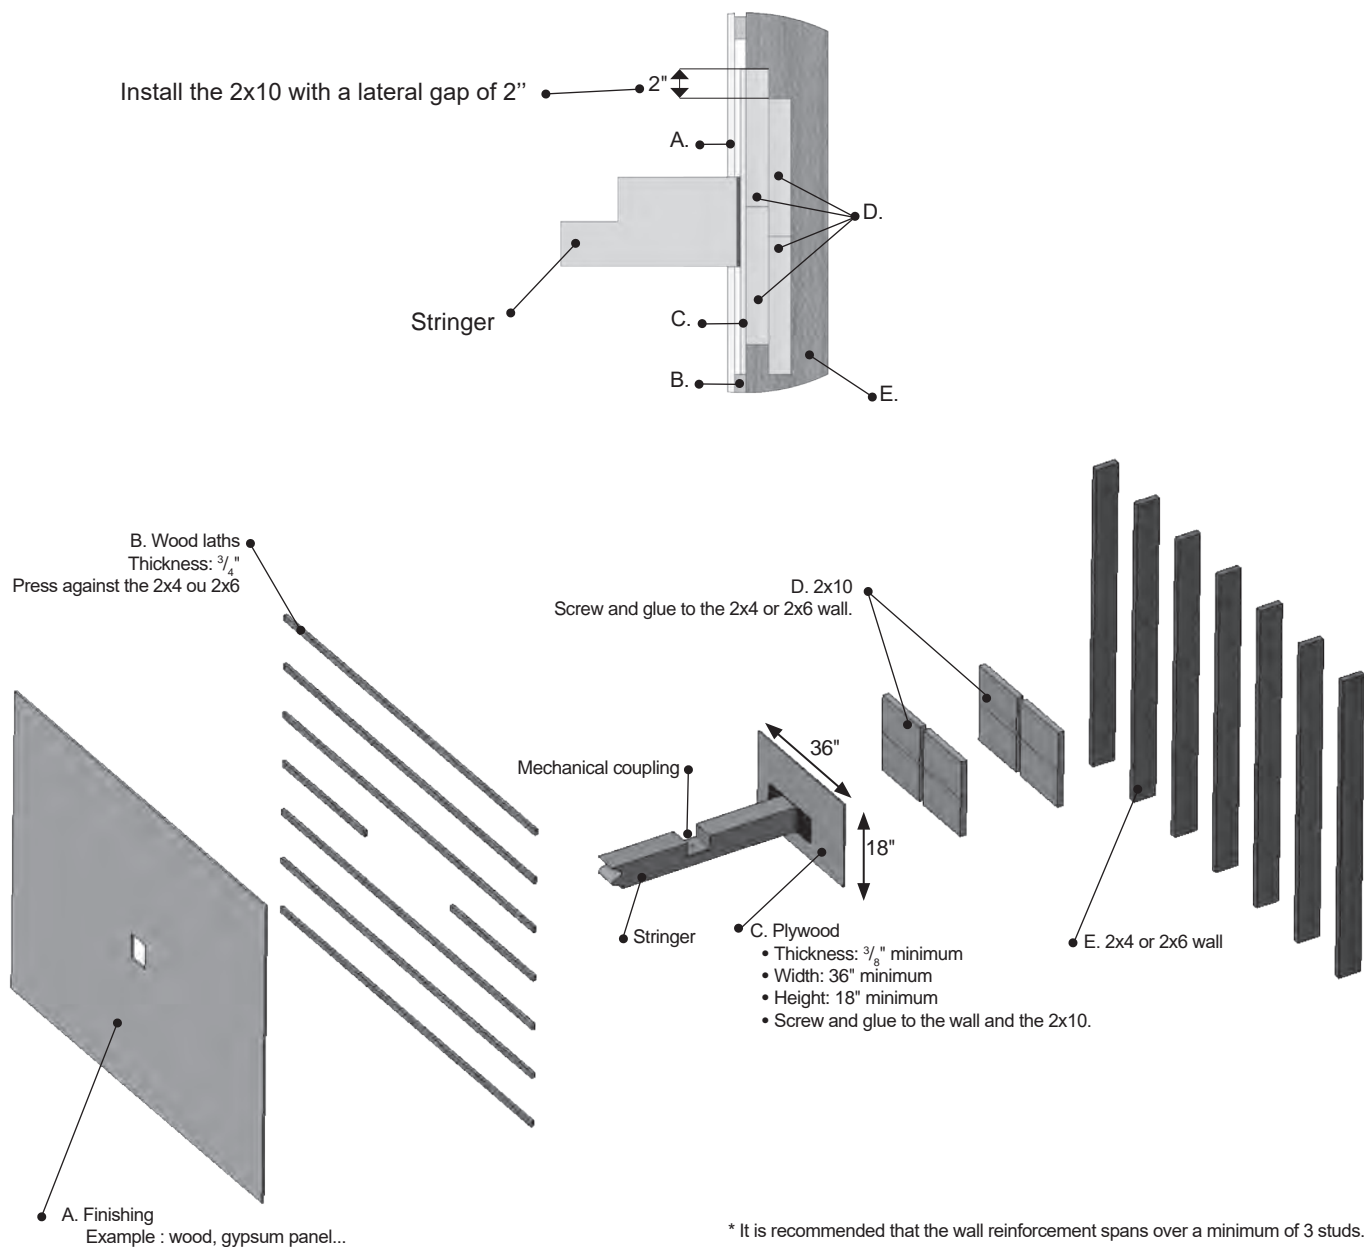 Install the 2x10 with a lateral gap of 2’’
2"
A.
D.
Stringer
C.
B.
E.
B. Wood laths
Thickness: 3/4"
Press against the 2x4 ou 2x6
D. 2x10
Screw and glue to the 2x4 or 2x6 wall.
36"
Mechanical coupling
18"
Stringer
C. Plywood
• Thickness: 3/8" minimum
• Width: 36" minimum
• Height: 18" minimum
• Screw and glue to the wall and the 2x10.
E. 2x4 or 2x6 wall
A. Finishing
Example : wood, gypsum panel...
* It is recommended that the wall reinforcement spans over a minimum of 3 studs.